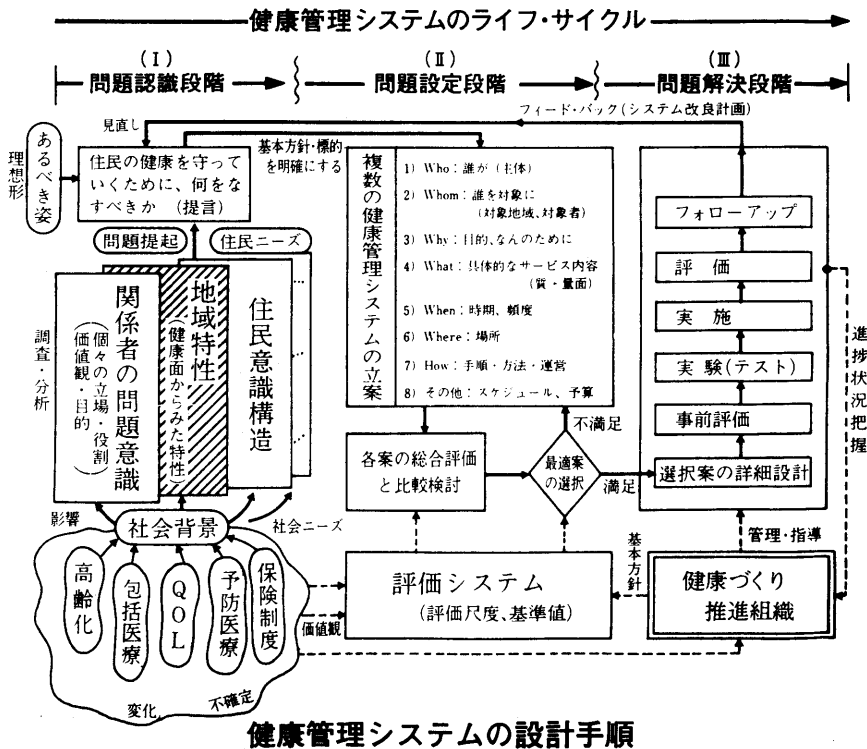 健康管理システムのライフ・サイクル
(Ⅰ)
問題認識段階
(Ⅱ)
問題設定段階
(Ⅲ)
問題解決段階
フィード・バック(システム改良計画)
見直し
理想形
あるべき姿
住民の健康を守って
いくために、何をな
すべきか (提言)
基本方針・標的
を明確にする
問題提起
住民ニーズ
調査・分析
関係者の問題意識
(個々の立場・役割
価値観・目的)
地域特性
(健康面からみた特性)
住民意識構造
…
…
複数の健康管理システムの立案
1) Who:誰が(主体)
2) Whom:誰を対象に
(対象地域、対象者)
3) Why:目的、なんのために
4) What:具体的なサービス内容
(質・量面)
5) When:時期、頻度
6) Where:場所
7) How:手順・方法・運営
8) その他:スケジュール、予算
各案の総合評価
と比較検討
最適案
の選択
不満足
満足
フォローアップ
評価
実施
実験(テスト)
事前評価
選択案の詳細設計
進捗状況把握
影響
社会背景
社会ニーズ
高齢化
包括医療
QOL
予防医療
保険制度
変化
不確定
価値観
評価システム
(評価尺度、基準値)
基本方針
管理・指導
健康づくり
推進組織
健康管理システムの設計手順